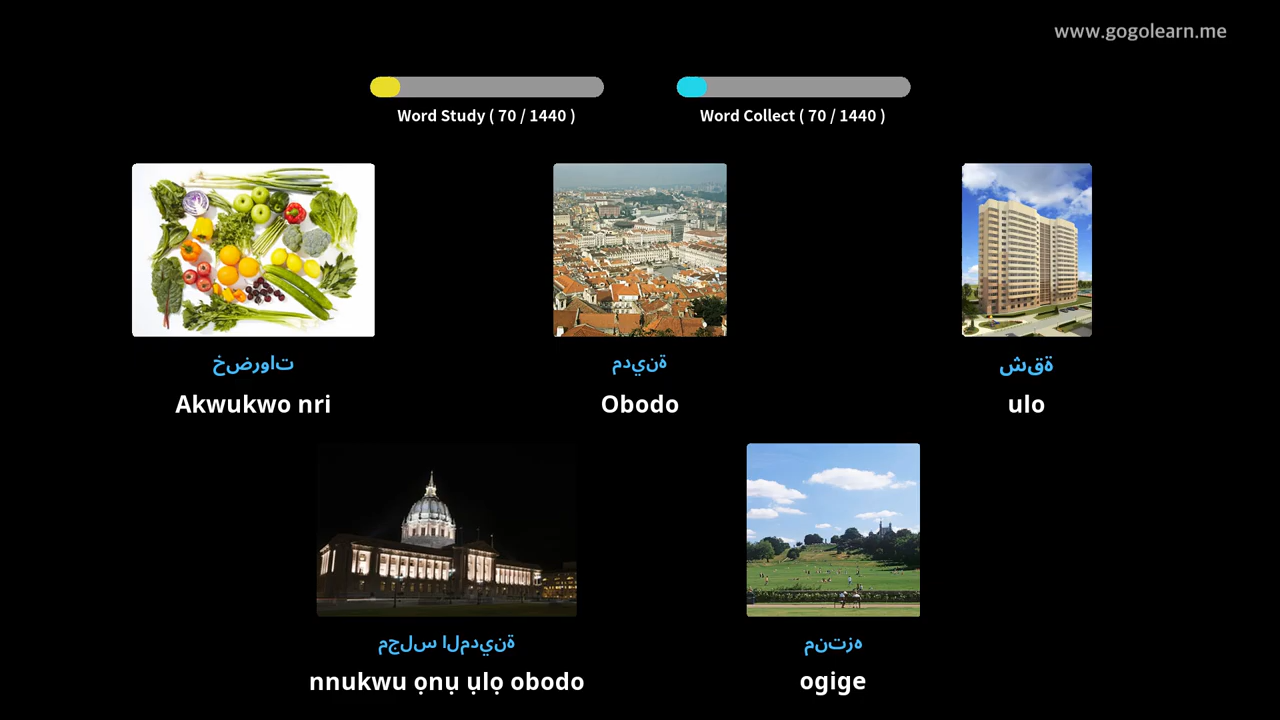 www.gogolearn.me
Word Study ( 70 / 1440 )
Word Collect ( 70 / 1440 )
خضروات
مدينة
شقة
Akwukwo nri
Obodo
ulo
مجلس المدينة
منتزه
nnukwu ọnụ ụlọ obodo
ogige